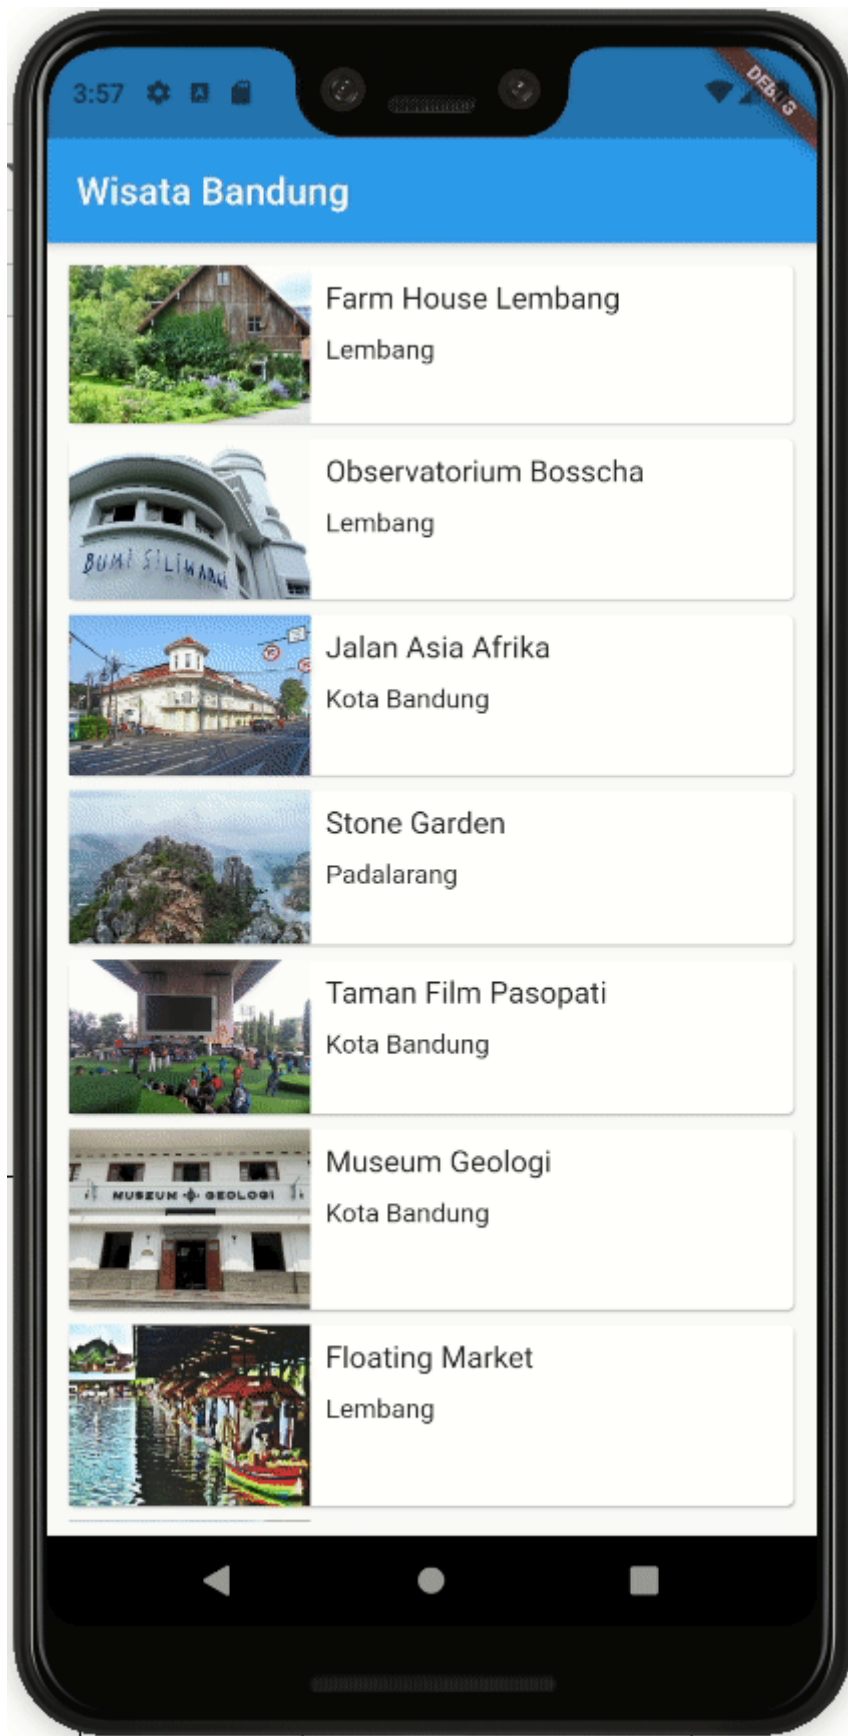 3:57
DEBUG
Wisata Bandung
Farm House Lembang
Lembang
Observatorium Bosscha
Lembang
BUMI SILIWANGI
Jalan Asia Afrika
Kota Bandung
Stone Garden
Padalarang
Taman Film Pasopati
Kota Bandung
Museum Geologi
MUSEUM GEOLOGI
Kota Bandung
Floating Market
Lembang